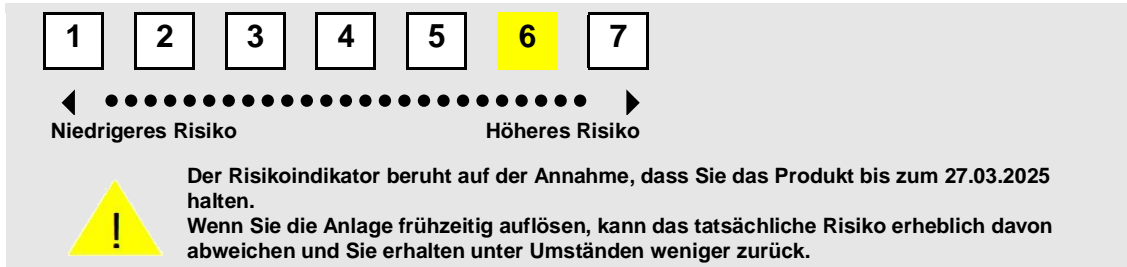 1 2 3 4 5 6 7
Niedrigeres Risiko Höheres Risiko
Der Risikoindikator beruht auf der Annahme, dass Sie das Produkt bis zum 27.03.2025
halten.
Wenn Sie die Anlage frühzeitig auflösen, kann das tatsächliche Risiko erheblich davon
abweichen und Sie erhalten unter Umständen weniger zurück.
!